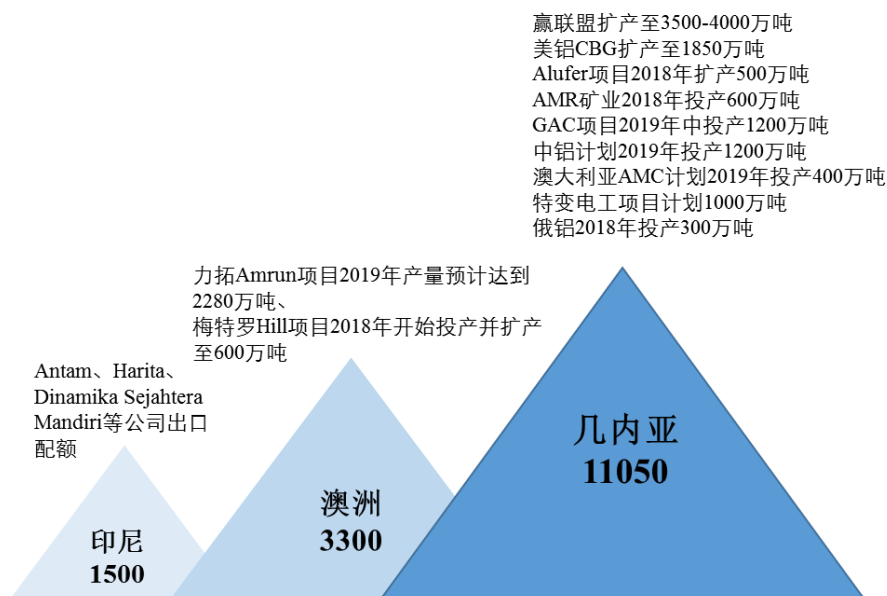 赢联盟扩产至3500-4000万吨
美铝CBG扩产至1850万吨
Alufer项目2018年扩产500万吨
AMR矿业2018年投产600万吨
GAC项目2019年中投产1200万吨
中铝计划2019年投产1200万吨
澳大利亚AMC计划2019年投产400万吨
特变电工项目计划1000万吨
俄铝2018年投产300万吨
力拓Amrun项目2019年产量预计达到
2280万吨、
梅特罗Hill项目2018年开始投产并扩产
至600万吨
Antam、Harita、
Dinamika Sejahtera
Mandiri等公司出口
配额
几内亚
11050
澳洲
3300
印尼
1500